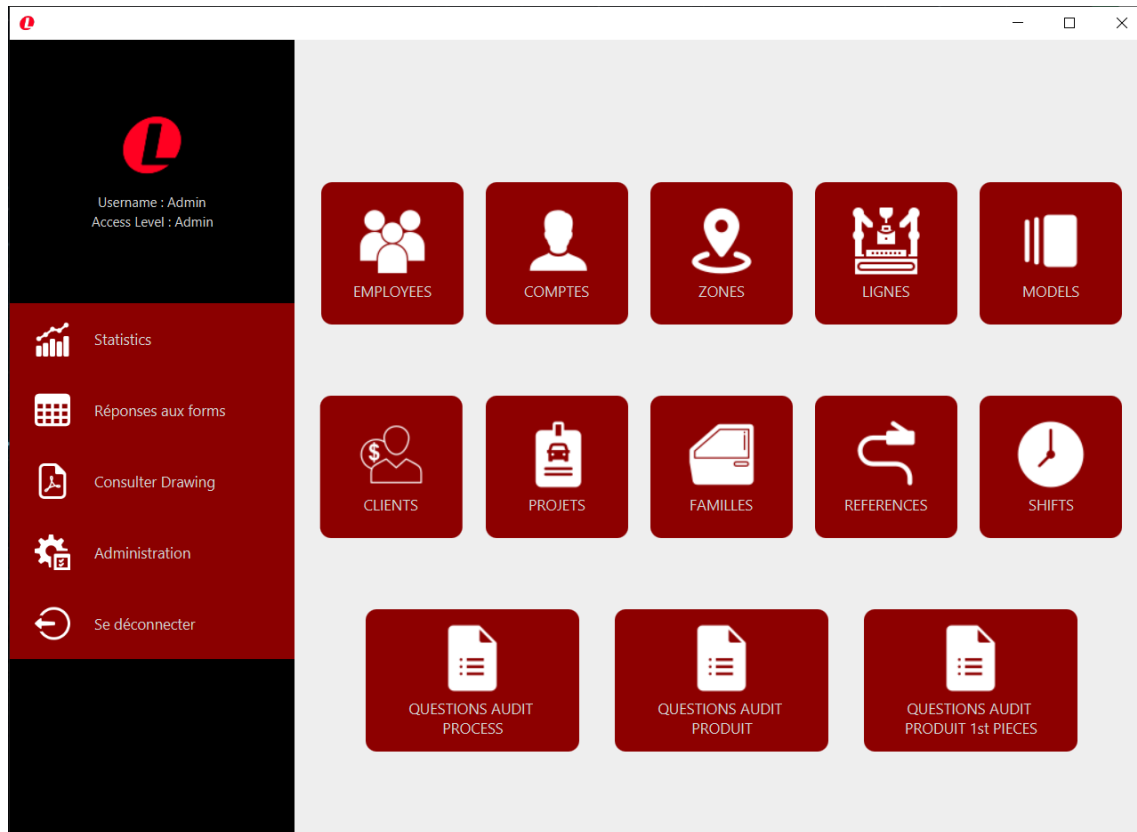 Username : Admin
Access Level : Admin
Statistics
Réponses aux forms
Consulter Drawing
Administration
Se déconnecter
EMPLOYEES
COMPTES
ZONES
LIGNES
MODELS
$
CLIENTS
PROJETS
FAMILLES
REFERENCES
SHIFTS
QUESTIONS AUDIT
PROCESS
QUESTIONS AUDIT
PRODUIT
QUESTIONS AUDIT
PRODUIT 1st PIECES